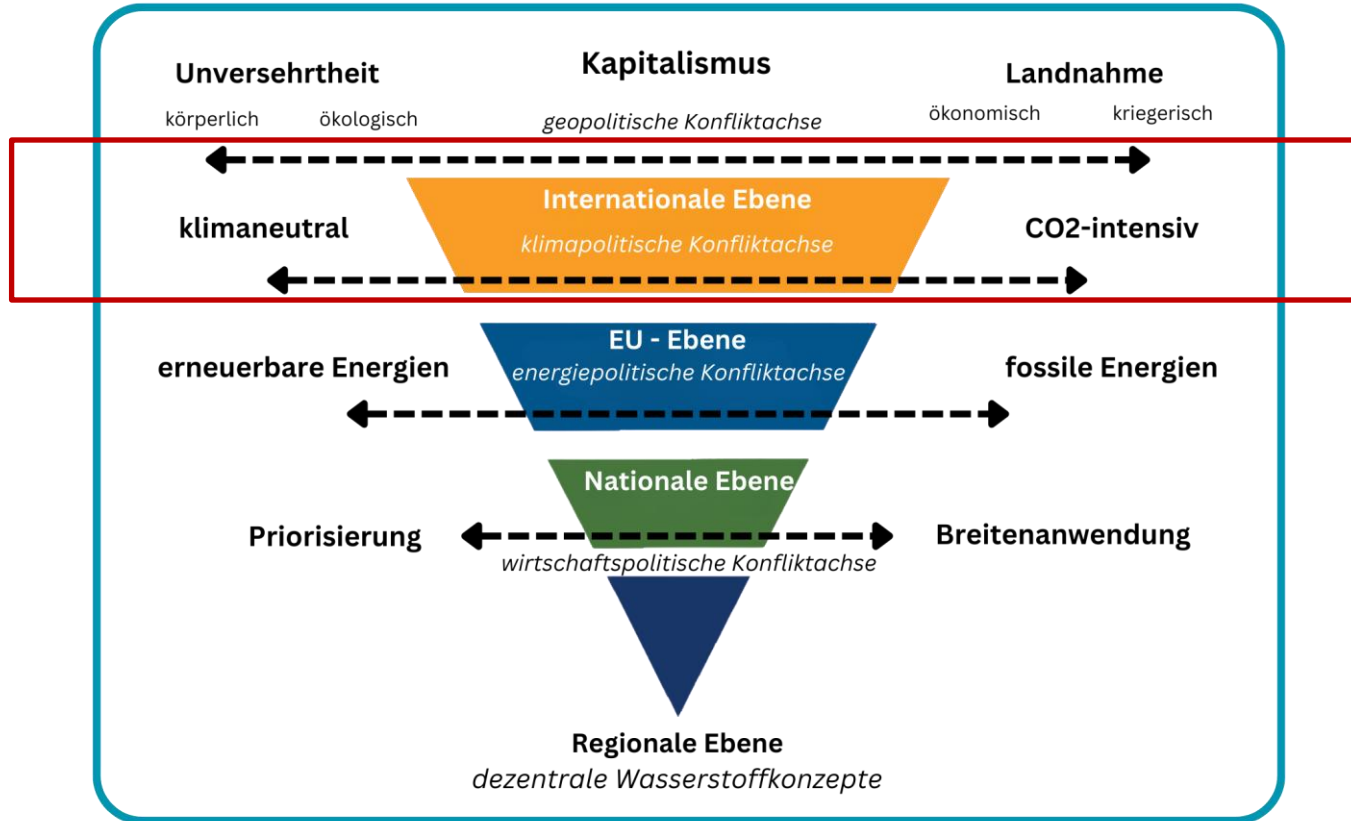 Unversehrtheit
Kapitalismus
Landnahme
körperlich
ökologisch
geopolitische Konfliktachse
ökonomisch
kriegerisch
Internationale Ebene
klimaneutral
klimapolitische Konfliktachse
CO2-intensiv
EU - Ebene
erneuerbare Energien
energiepolitische Konfliktachse
fossile Energien
Nationale Ebene
Priorisierung
Breitenanwendung
wirtschaftspolitische Konfliktachse
Regionale Ebene
dezentrale Wasserstoffkonzepte